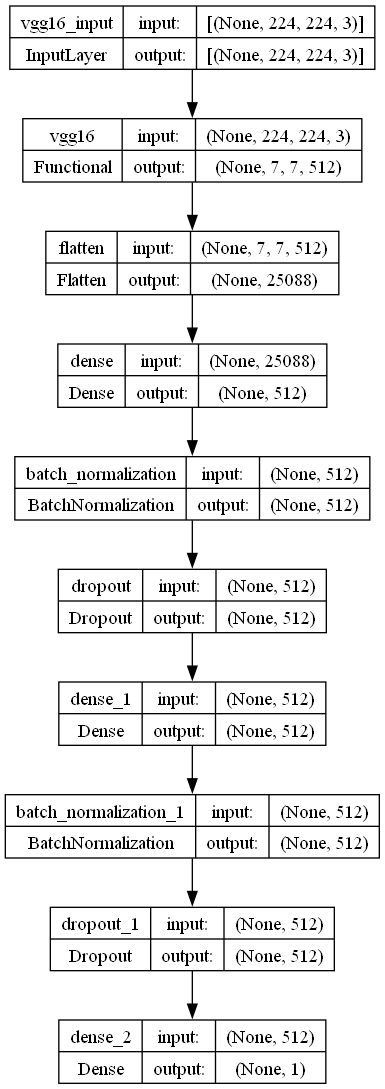 vgg16_input input: [(None, 224, 224, 3)]
InputLayer output: [(None, 224, 224, 3)]
vgg16 input: (None, 224, 224, 3)
Functional output: (None, 7, 7, 512)
flatten input: (None, 7, 7, 512)
Flatten output: (None, 25088)
dense input: (None, 25088)
Dense output: (None, 512)
batch_normalization input: (None, 512)
BatchNormalization output: (None, 512)
dropout input: (None, 512)
Dropout output: (None, 512)
dense_1 input: (None, 512)
Dense output: (None, 512)
batch_normalization_1 input: (None, 512)
BatchNormalization output: (None, 512)
dropout_1 input: (None, 512)
Dropout output: (None, 512)
dense_2 input: (None, 512)
Dense output: (None, 1)